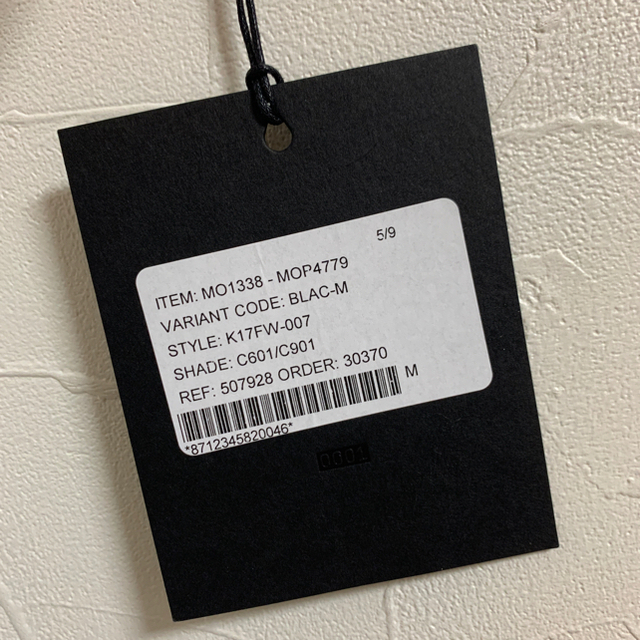 5/9
ITEM: MO1338 - MOP4779
VARIANT CODE: BLAC-M
STYLE: K17FW-007
SHADE: C601/C901
REF: 507928 ORDER: 30370
M
*8712345820046*